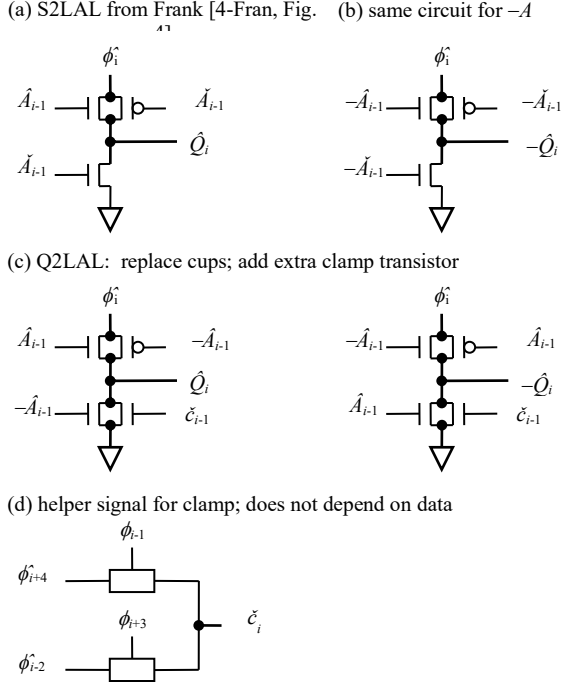 (a) S2LAL from Frank [4-Fran, Fig. (b) same circuit for –A
ϕ̂i ϕ̂i
Âi-1 Ǎi-1 –Âi-1 –Ǎi-1
Q̂i –Q̂i
Ǎi-1 –Ǎi-1
(c) Q2LAL: replace cups; add extra clamp transistor
ϕ̂i ϕ̂i
Âi-1 –Âi-1 –Âi-1 Âi-1
Q̂i –Q̂i
–Âi-1 či-1 Âi-1 či-1
(d) helper signal for clamp; does not depend on data
ϕi-1
ϕ̂i+4
ϕi+3 či
ϕ̂i-2